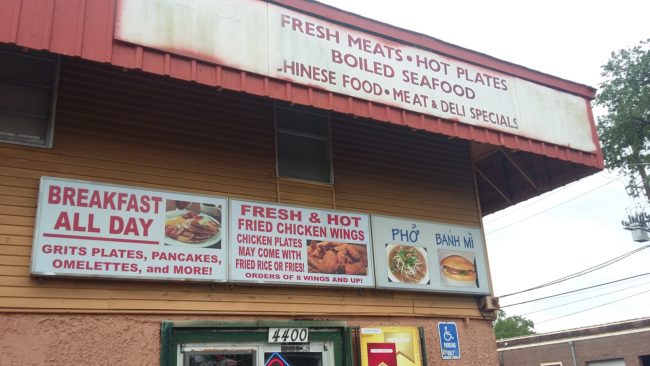 FRESH MEATS • HOT PLATES
BOILED SEAFOOD
CHINESE FOOD • MEAT & DELI SPECIALS
BREAKFAST
ALL DAY
GRITS PLATES, PANCAKES,
OMELETTES, and MORE!
FRESH & HOT
FRIED CHICKEN WINGS
CHICKEN PLATES
MAY COME WITH
FRIED RICE OR FRIES!
ORDERS OF 8 WINGS AND UP!
PHỞ
BÁNH MÌ
4400
PARKING